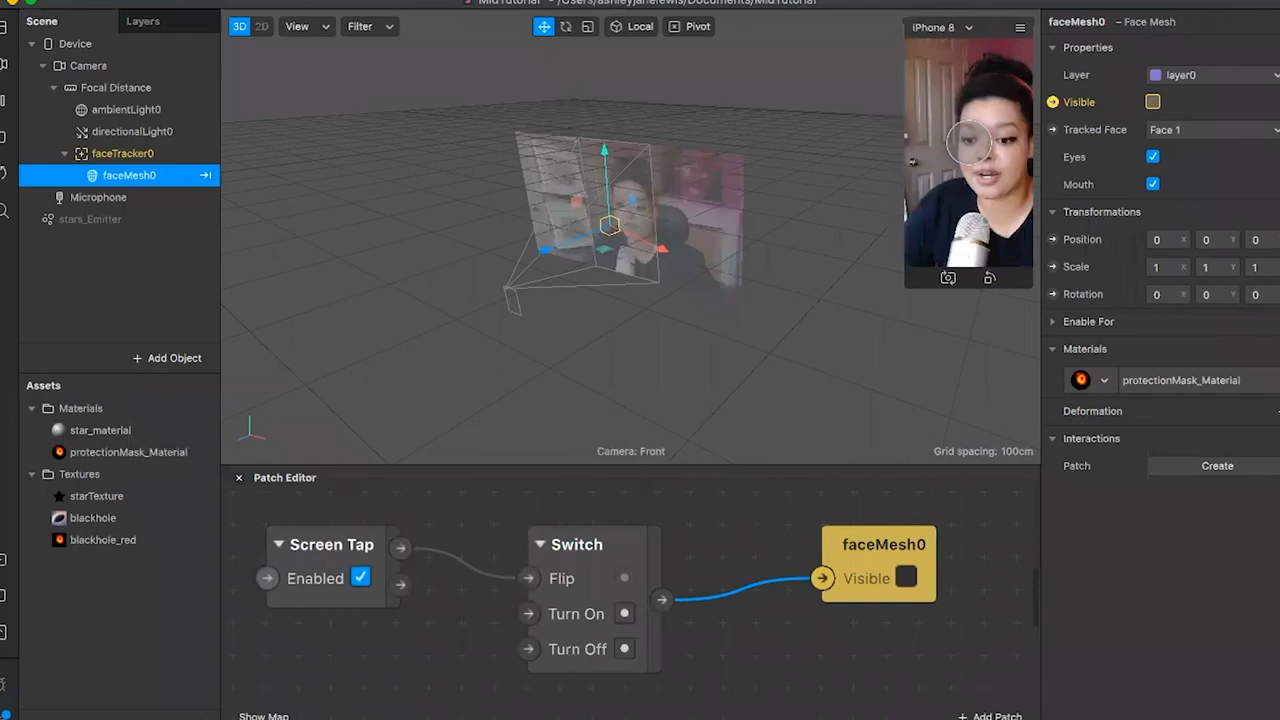 MidTutorial - /Users/ashleyjanelewis/Documents/MidTutorial
Scene
Layers
Device
Camera
Focal Distance
ambientLight0
directionalLight0
faceTracker0
faceMesh0
Microphone
stars_Emitter
+ Add Object
Assets
Materials
star_material
protectionMask_Material
Textures
starTexture
blackhole
blackhole_red
3D 2D View Filter
Local Pivot
iPhone 8
Camera: Front
Grid spacing: 100cm
Patch Editor
Screen Tap
Enabled
Switch
Flip
Turn On
Turn Off
faceMesh0
Visible
Show Map
+ Add Patch
faceMesh0 – Face Mesh
Properties
Layer layer0
Visible
Tracked Face Face 1
Eyes
Mouth
Transformations
Position 0 X 0 Y 0
Scale 1 X 1 Y 1
Rotation 0 X 0 Y 0
Enable For
Materials
protectionMask_Material
Deformation
Interactions
Patch Create